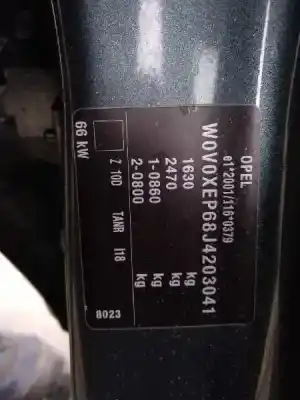 OPEL
e1*2001/116*0379
W0V0XEP68J4203041
1630 kg
2470 kg
1-0860 kg
2-0800 kg
Z 10D TANR I18
66 kW
8023